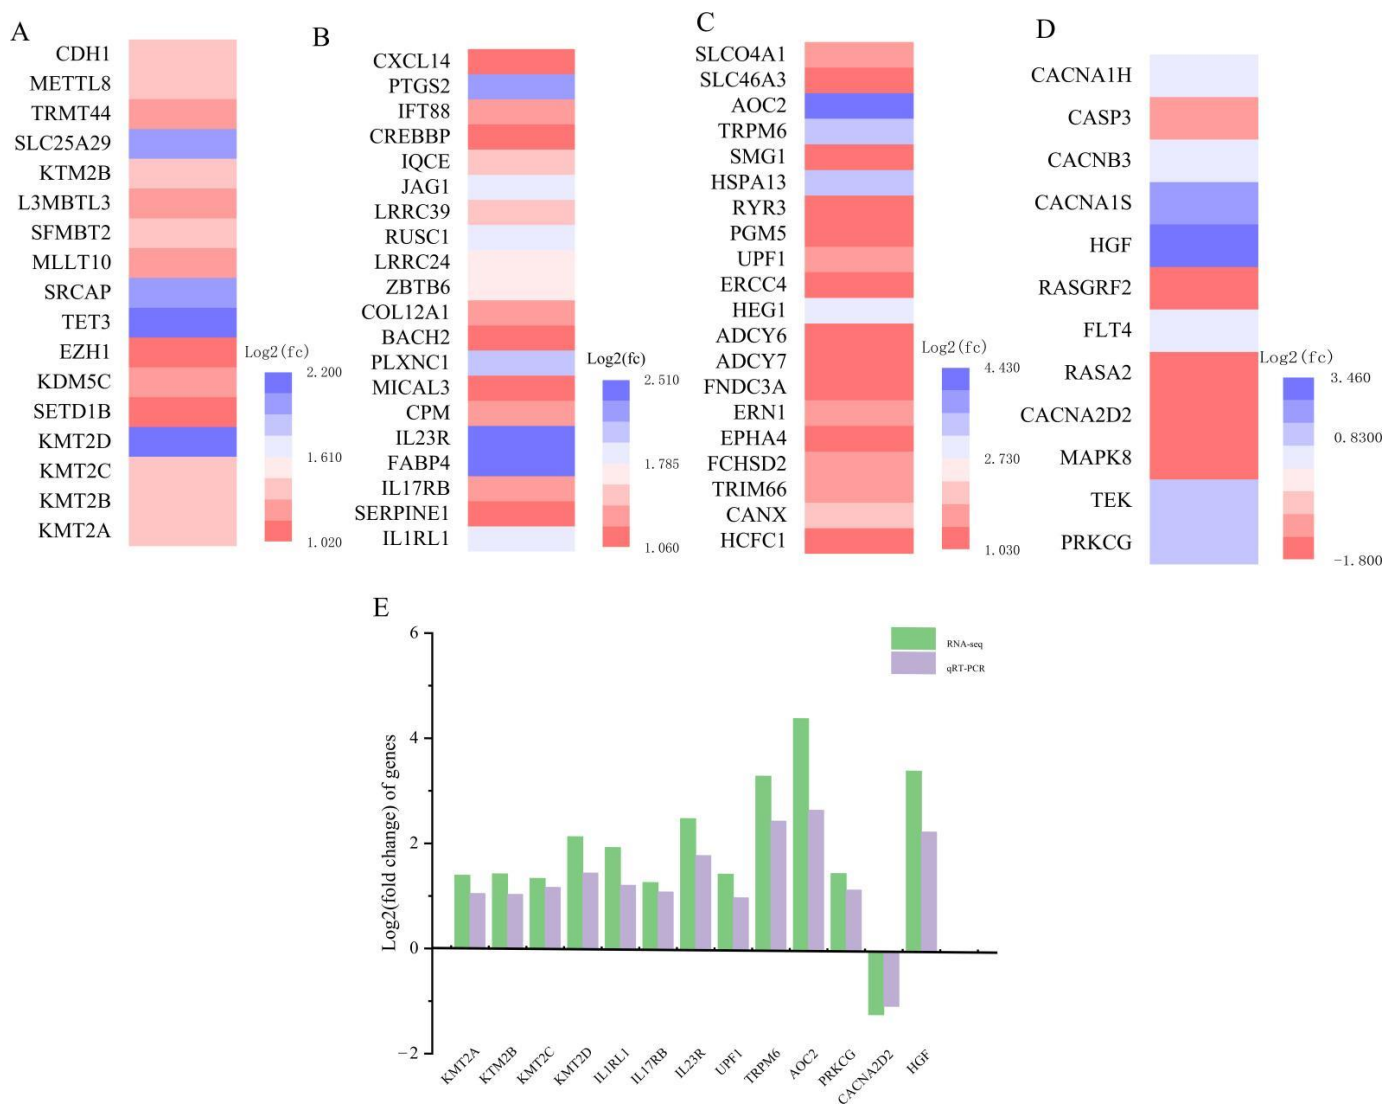 A
CDH1
METTL8
TRMT44
SLC25A29
KTM2B
L3MBTL3
SFMBT2
MLLT10
SRCAP
TET3
EZH1
KDM5C
SETD1B
KMT2D
KMT2C
KMT2B
KMT2A
Log2(fc)
2.200
1.610
1.020
B
CXCL14
PTGS2
IFT88
CREBBP
IQCE
JAG1
LRRC39
RUSC1
LRRC24
ZBTB6
COL12A1
BACH2
PLXNC1
MICAL3
CPM
IL23R
FABP4
IL17RB
SERPINE1
IL1RL1
Log2(fc)
2.510
1.785
1.060
C
SLCO4A1
SLC46A3
AOC2
TRPM6
SMG1
HSPA13
RYR3
PGM5
UPF1
ERCC4
HEG1
ADCY6
ADCY7
FNDC3A
ERN1
EPHA4
FCHSD2
TRIM66
CANX
HCFC1
Log2(fc)
4.430
2.730
1.030
D
CACNA1H
CASP3
CACNB3
CACNA1S
HGF
RASGRF2
FLT4
RASA2
CACNA2D2
MAPK8
TEK
PRKCG
Log2(fc)
3.460
0.8300
-1.800
E
RNA-seq
qRT-PCR
Log2(fold change) of genes
6
4
2
0
−2
KMT2A
KTM2B
KMT2C
KMT2D
IL1RL1
IL17RB
IL23R
UPF1
TRPM6
AOC2
PRKCG
CACNA2D2
HGF